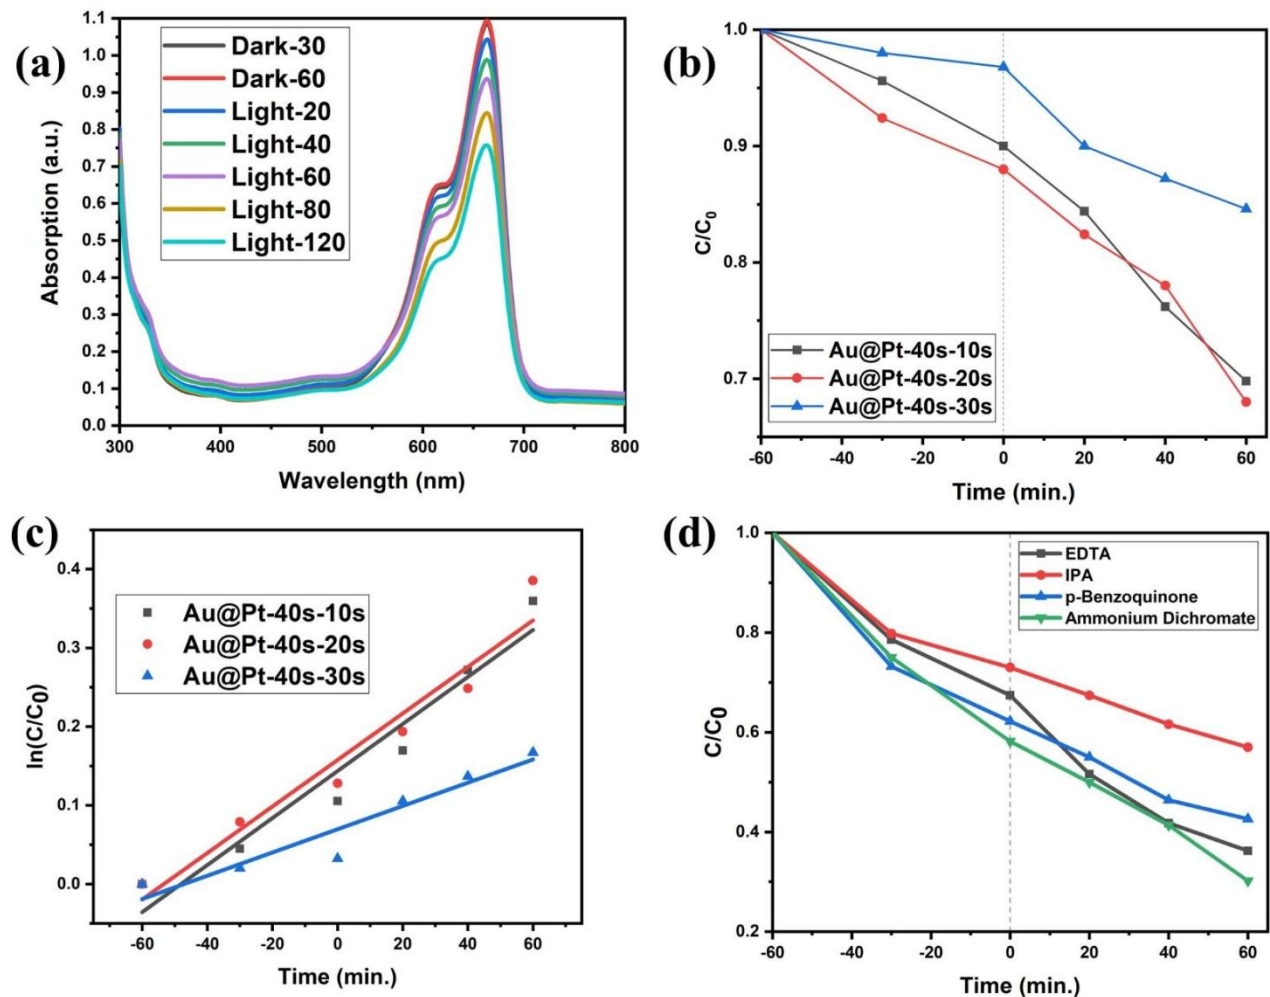 (a)
1.1
1.0
0.9
0.8
0.7
0.6
0.5
0.4
0.3
0.2
0.1
0.0
Absorption (a.u.)
Dark-30
Dark-60
Light-20
Light-40
Light-60
Light-80
Light-120
300 400 500 600 700 800
Wavelength (nm)
(b)
1.0
0.9
0.8
0.7
C/C0
Au@Pt-40s-10s
Au@Pt-40s-20s
Au@Pt-40s-30s
-60 -40 -20 0 20 40 60
Time (min.)
(c)
0.4
0.3
0.2
0.1
0.0
ln(C/C0)
Au@Pt-40s-10s
Au@Pt-40s-20s
Au@Pt-40s-30s
-60 -40 -20 0 20 40 60
Time (min.)
(d)
1.0
0.8
0.6
0.4
0.2
C/C0
EDTA
IPA
p-Benzoquinone
Ammonium Dichromate
-60 -40 -20 0 20 40 60
Time (min.)